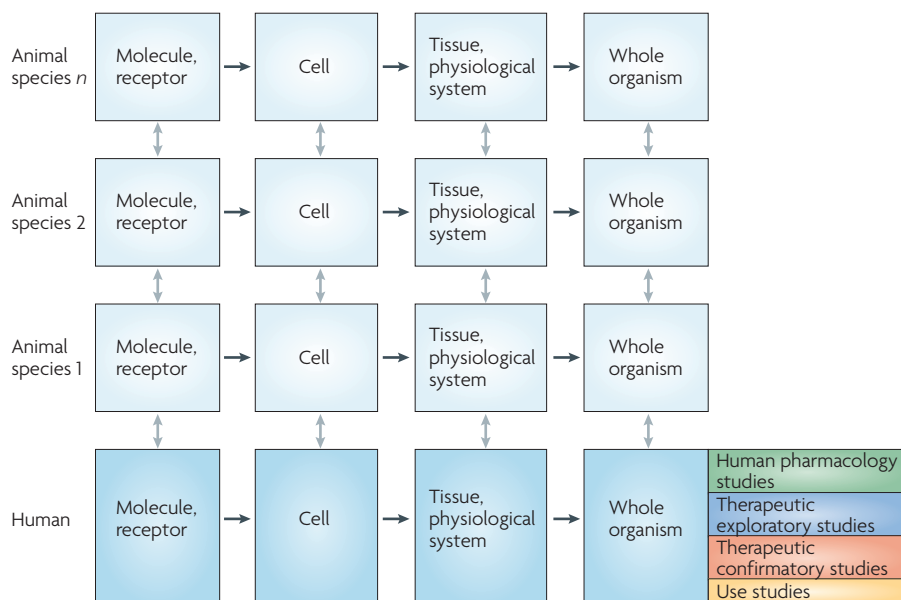 Animal
species n
Molecule,
receptor
Cell
Tissue,
physiological
system
Whole
organism
Animal
species 2
Molecule,
receptor
Cell
Tissue,
physiological
system
Whole
organism
Animal
species 1
Molecule,
receptor
Cell
Tissue,
physiological
system
Whole
organism
Human
Molecule,
receptor
Cell
Tissue,
physiological
system
Whole
organism
Human pharmacology
studies
Therapeutic
exploratory studies
Therapeutic
confirmatory studies
Use studies